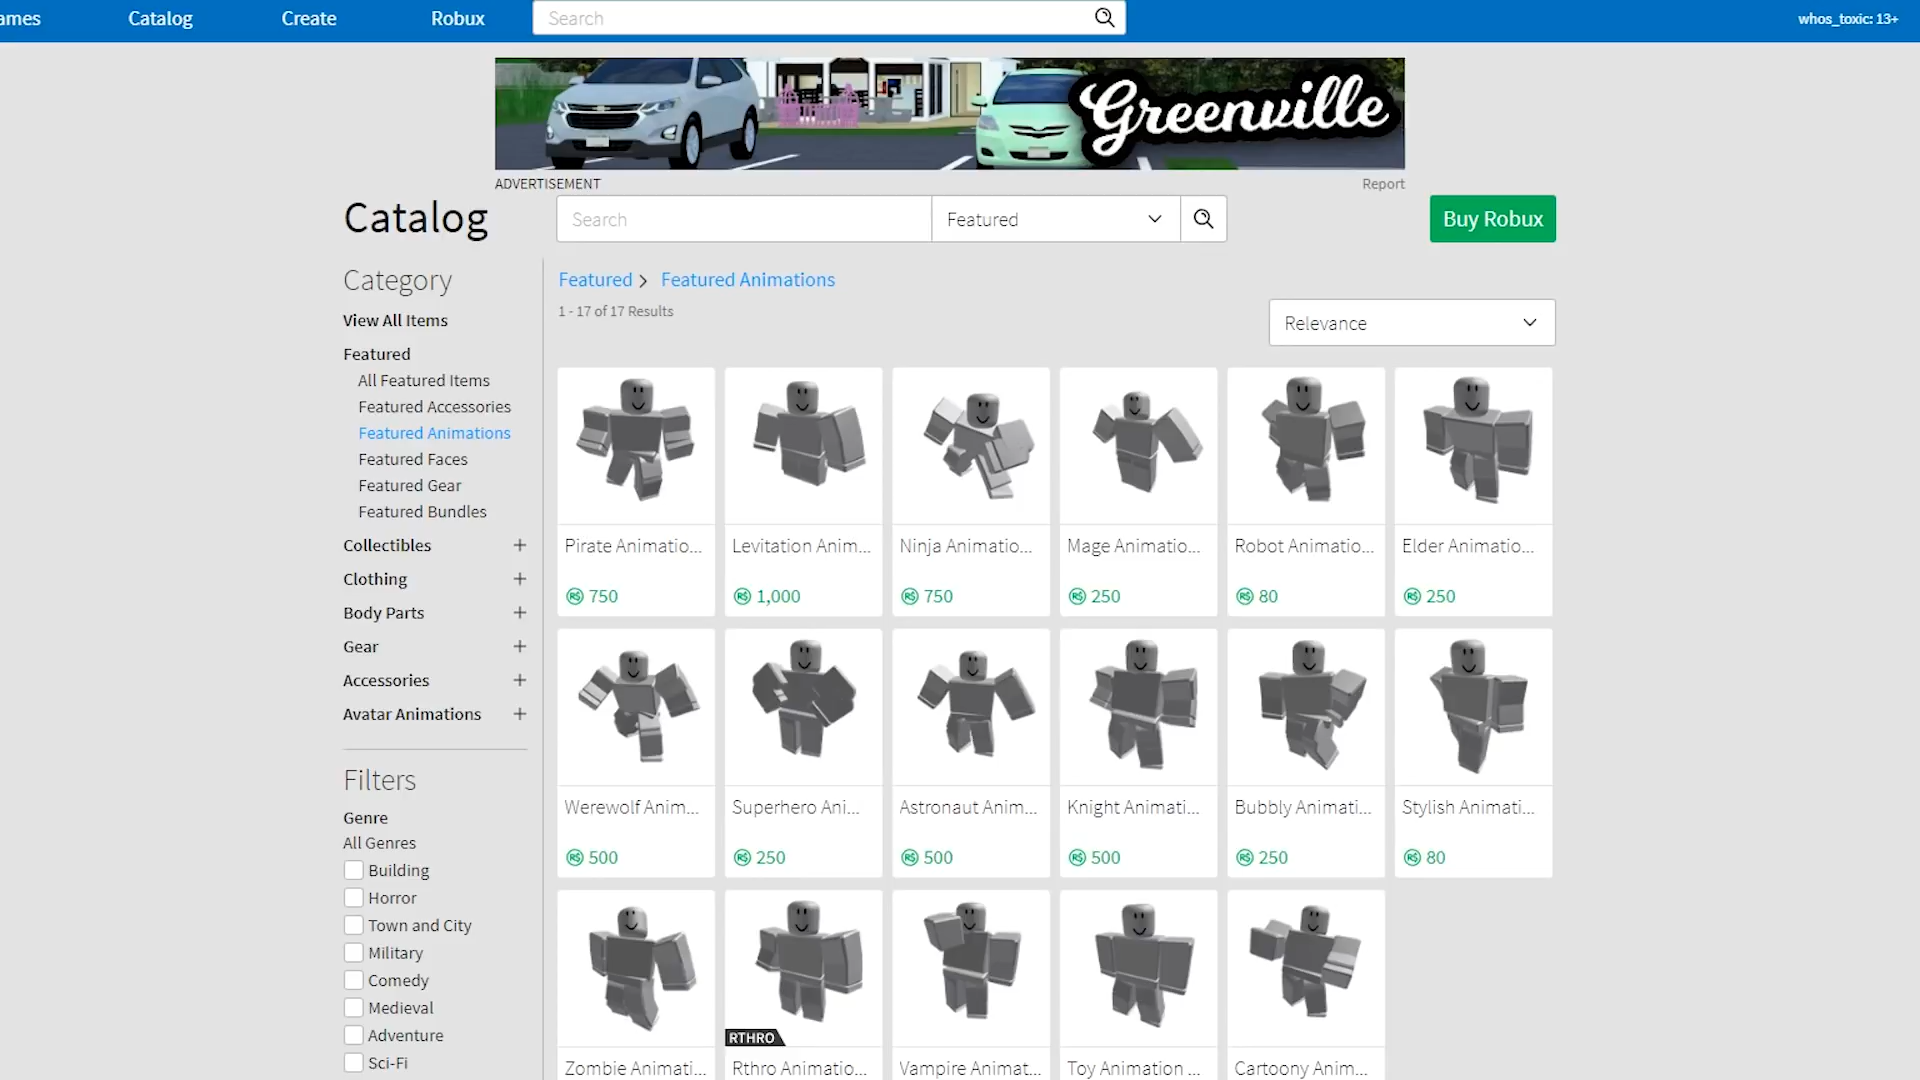 ames Catalog Create Robux Search whos_toxic: 13+
Greenville
ADVERTISEMENT Report
Catalog Search Featured Buy Robux
Category
View All Items
Featured
All Featured Items
Featured Accessories
Featured Animations
Featured Faces
Featured Gear
Featured Bundles
Collectibles +
Clothing +
Body Parts +
Gear +
Accessories +
Avatar Animations +
Filters
Genre
All Genres
Building
Horror
Town and City
Military
Comedy
Medieval
Adventure
Sci-Fi
Featured > Featured Animations
1 - 17 of 17 Results
Relevance
Pirate Animatio... Levitation Anim... Ninja Animatio... Mage Animatio... Robot Animatio... Elder Animatio...
R$ 750 R$ 1,000 R$ 750 R$ 250 R$ 80 R$ 250
Werewolf Anim... Superhero Ani... Astronaut Anim... Knight Animati... Bubbly Animati... Stylish Animati...
R$ 500 R$ 250 R$ 500 R$ 500 R$ 250 R$ 80
RTHRO
Zombie Animati... Rthro Animatio... Vampire Animat... Toy Animation ... Cartoony Anim...